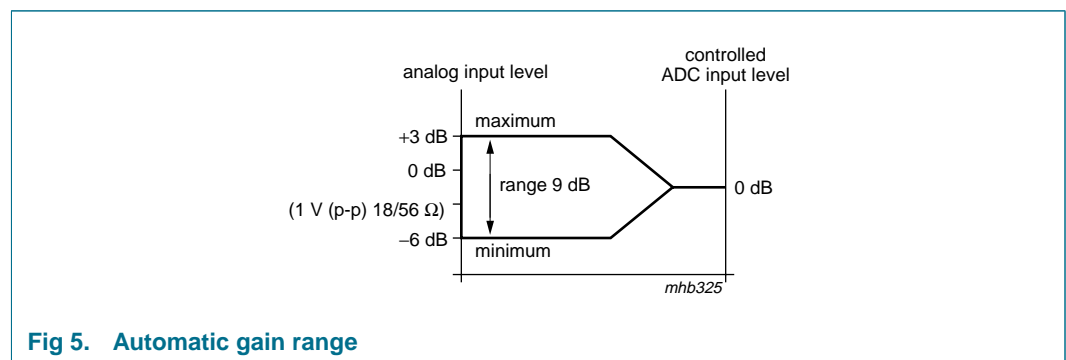 controlled
analog input level ADC input level
maximum
+3 dB
0 dB
range 9 dB
0 dB
(1 V (p-p) 18/56 Ω)
−6 dB
minimum
mhb325
Fig 5. Automatic gain range